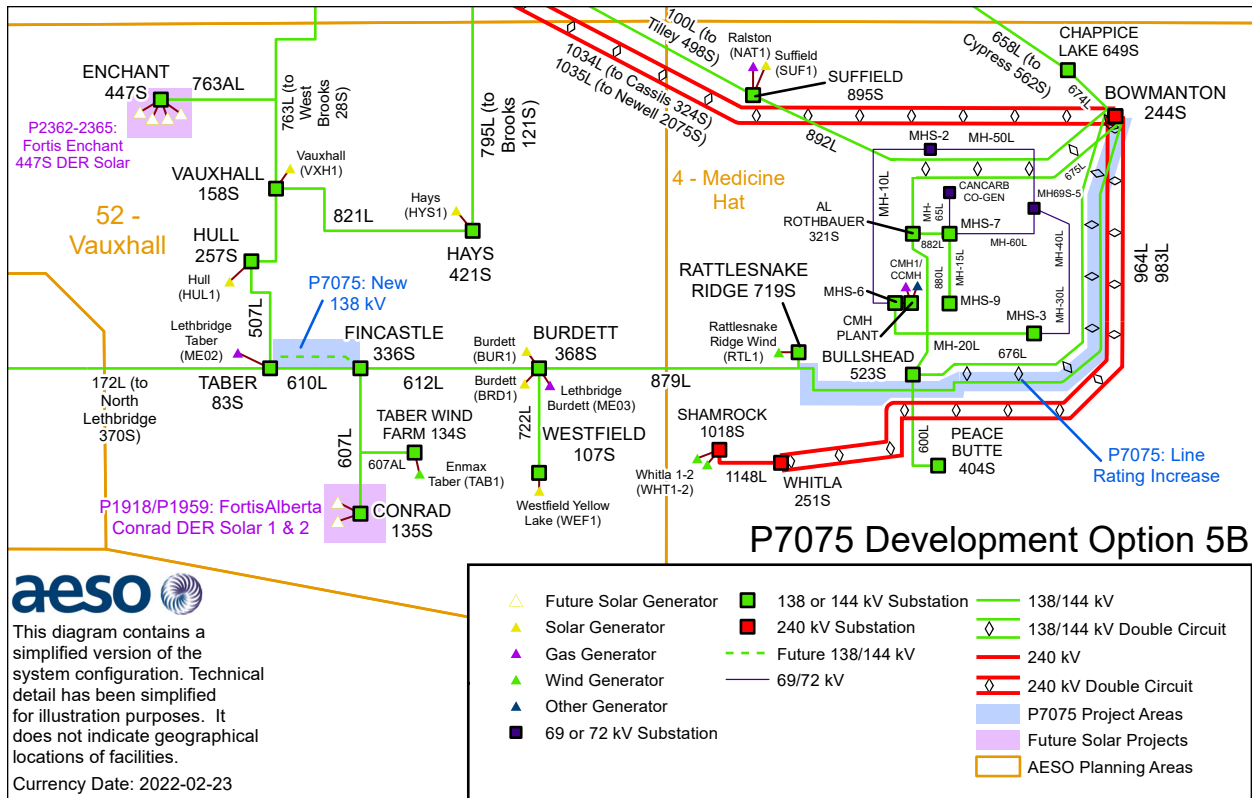 100L (to
Tilley 498S)
1034L (to Cassis 324S)
1035L (to Newell 2075S)
Ralston
(NAT1)
Suffield
(SUF1)
SUFFIELD
895S
658L (to
Cypress 562S)
CHAPPICE
LAKE 649S
674L
BOWMANTON
244S
ENCHANT
447S
763AL
763L (to
West
Brooks
28S)
795L (to
Brooks
121S)
P2362-2365:
Fortis Enchant
447S DER Solar
VAUXHALL
158S
Vauxhall
(VXH1)
821L
Hays
(HYS1)
HAYS
421S
52 -
Vauxhall
HULL
257S
Hull
(HUL1)
507L
4 - Medicine
Hat
892L
MHS-2
MH-50L
675L
MH-10L
CANCARB
CO-GEN
MH69S-5
MH-
65L
AL
ROTHBAUER
321S
MHS-7
882L
MH-60L
MH-40L
CMH1/
CCMH
880L
MH-15L
MHS-6
MHS-9
MH-30L
CMH
PLANT
MHS-3
MH-20L
964L
983L
RATTLESNAKE
RIDGE 719S
Rattlesnake
Ridge Wind
(RTL1)
BULLSHEAD
523S
676L
P7075: New
138 kV
Lethbridge
Taber
(ME02)
TABER
83S
610L
FINCASTLE
336S
612L
Burdett
(BUR1)
Burdett
(BRD1)
BURDETT
368S
Lethbridge
Burdett (ME03)
879L
172L (to
North
Lethbridge
370S)
607L
TABER WIND
FARM 134S
607AL
Enmax
Taber (TAB1)
722L
WESTFIELD
107S
Westfield Yellow
Lake (WEF1)
SHAMROCK
1018S
Whitla 1-2
(WHT1-2)
1148L
WHITLA
251S
600L
PEACE
BUTTE
404S
P7075: Line
Rating Increase
P1918/P1959: FortisAlberta
Conrad DER Solar 1 & 2
CONRAD
135S
P7075 Development Option 5B
aeso
This diagram contains a
simplified version of the
system configuration. Technical
detail has been simplified
for illustration purposes. It
does not indicate geographical
locations of facilities.
Currency Date: 2022-02-23
Future Solar Generator
Solar Generator
Gas Generator
Wind Generator
Other Generator
69 or 72 kV Substation
138 or 144 kV Substation
240 kV Substation
Future 138/144 kV
69/72 kV
138/144 kV
138/144 kV Double Circuit
240 kV
240 kV Double Circuit
P7075 Project Areas
Future Solar Projects
AESO Planning Areas